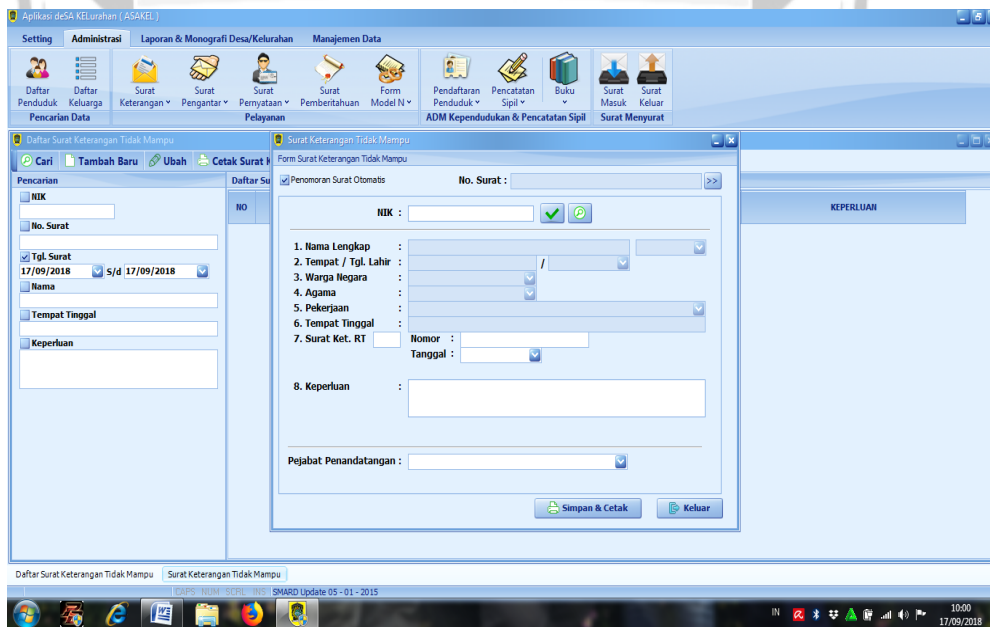 Aplikasi deSA KELurahan ( ASAKEL )
Setting Administrasi Laporan & Monografi Desa/Kelurahan Manajemen Data
Daftar Penduduk
Daftar Keluarga
Surat Keterangan
Surat Pengantar
Surat Pernyataan
Surat Pemberitahuan
Form Model N
Pendaftaran Penduduk
Pencatatan Sipil
Buku
Surat Masuk
Surat Keluar
Pencarian Data Pelayanan ADM Kependudukan & Pencatatan Sipil Surat Menyurat
Daftar Surat Keterangan Tidak Mampu
Cari Tambah Baru Ubah Cetak Surat K
Pencarian Daftar Su
NIK
No. Surat
Tgl. Surat
17/09/2018 S/d 17/09/2018
Nama
Tempat Tinggal
Keperluan
NO KEPERLUAN
Surat Keterangan Tidak Mampu
Form Surat Keterangan Tidak Mampu
Penomoran Surat Otomatis No. Surat : >>
NIK :
1. Nama Lengkap :
2. Tempat / Tgl. Lahir : /
3. Warga Negara :
4. Agama :
5. Pekerjaan :
6. Tempat Tinggal :
7. Surat Ket. RT Nomor :
Tanggal :
8. Keperluan :
Pejabat Penandatangan :
Simpan & Cetak Keluar
Daftar Surat Keterangan Tidak Mampu Surat Keterangan Tidak Mampu
CAPS NUM SCRL INS SMARD Update 05 - 01 - 2015
IN 10:00
17/09/2018